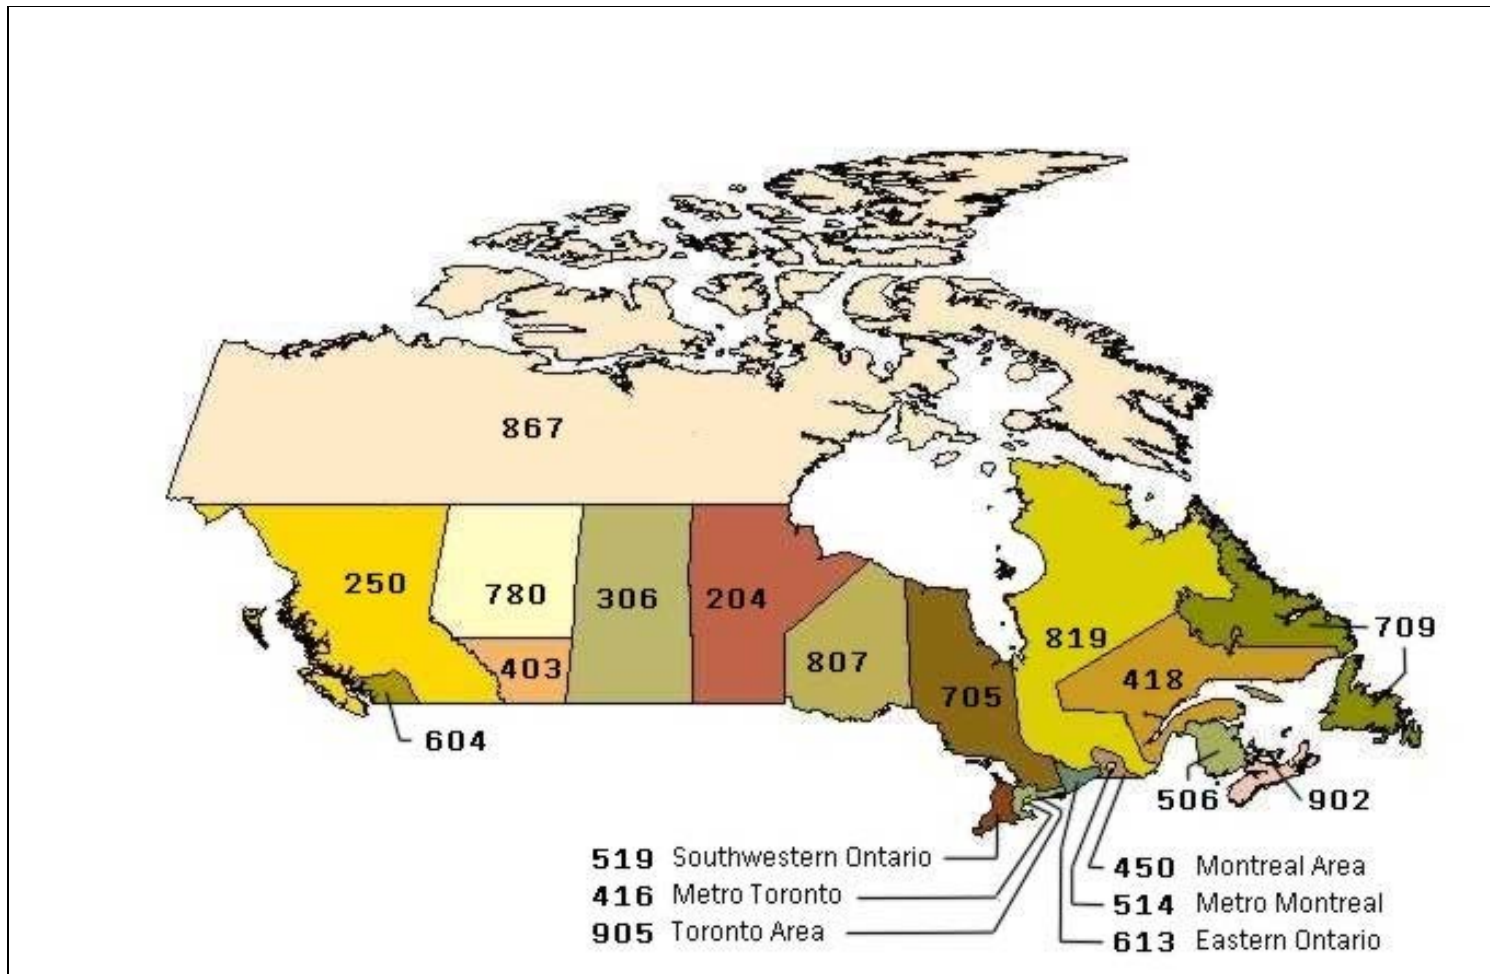 867
250
780
306
204
403
807
705
819
418
709
604
506
902
519 Southwestern Ontario
416 Metro Toronto
905 Toronto Area
450 Montreal Area
514 Metro Montreal
613 Eastern Ontario